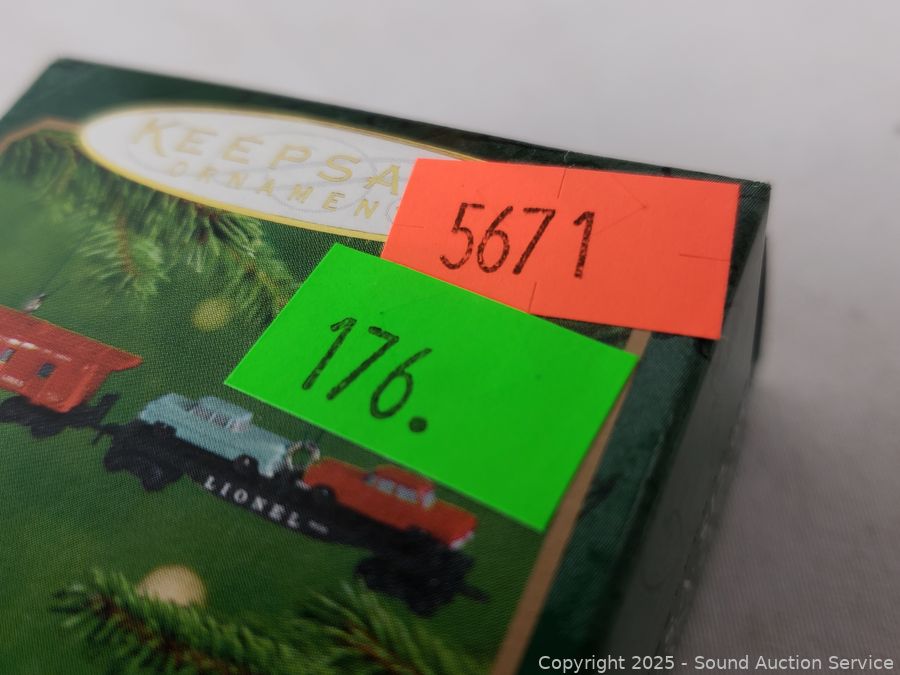 KEEPSA
ORNAMEN
5671
176.
LIONEL
Copyright 2025 - Sound Auction Service